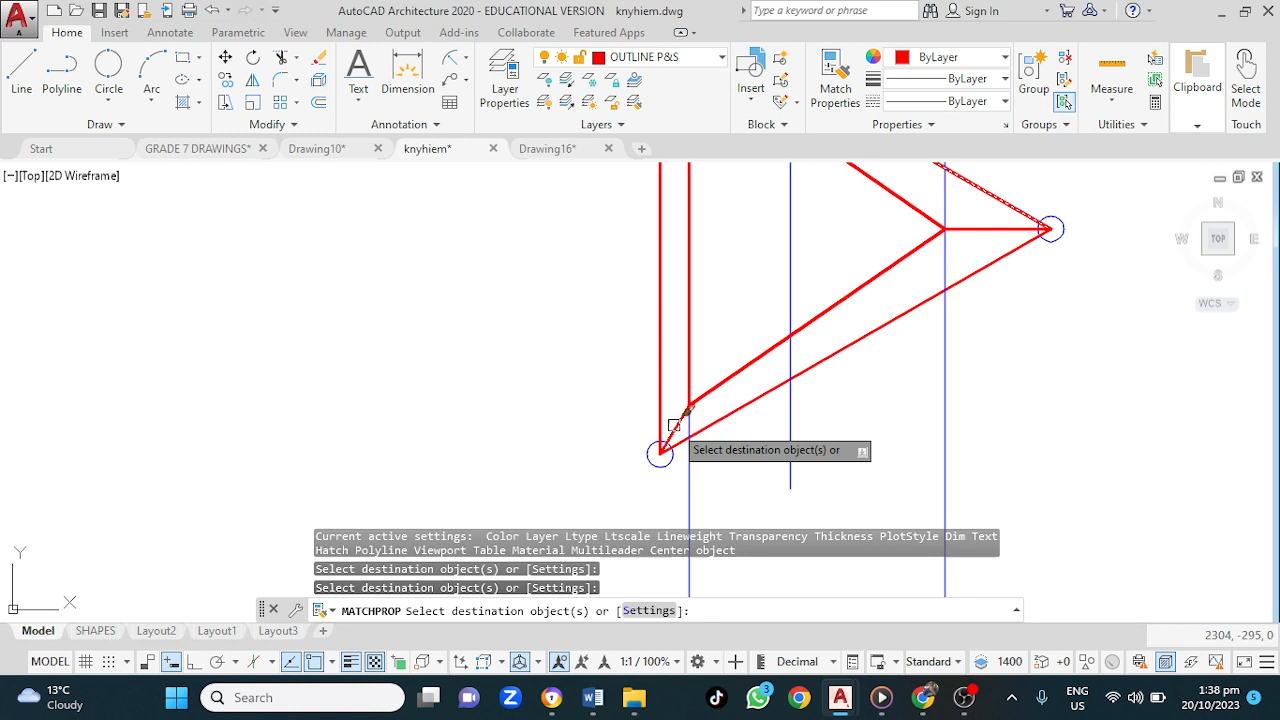 A
AutoCAD Architecture 2020 - EDUCATIONAL VERSION knyhiem.dwg
Type a keyword or phrase
Sign In
Home Insert Annotate Parametric View Manage Output Add-ins Collaborate Featured Apps
OUTLINE P&S
ByLayer
ByLayer
ByLayer
Line Polyline Circle Arc
Text Dimension
Layer Properties
Insert
Match Properties
Group
Measure
Clipboard
Select Mode
Draw Modify Annotation Layers Block Properties Groups Utilities Touch
Start GRADE 7 DRAWINGS* Drawing10* knyhiem* Drawing16*
[−][Top][2D Wireframe]
N
W TOP E
S
WCS
Select destination object(s) or
Current active settings: Color Layer Ltype Ltscale Lineweight Transparency Thickness PlotStyle Dim Text
Hatch Polyline Viewport Table Material Multileader Center object
Select destination object(s) or [Settings]:
Select destination object(s) or [Settings]:
Y
X
MATCHPROP Select destination object(s) or [Settings]:
Model SHAPES Layout2 Layout1 Layout3
2304, -295, 0
MODEL 1:1 / 100% Decimal Standard 1400 +0
13°C
Cloudy
Search
3
ENG
US
1:38 pm
20/10/2023
5